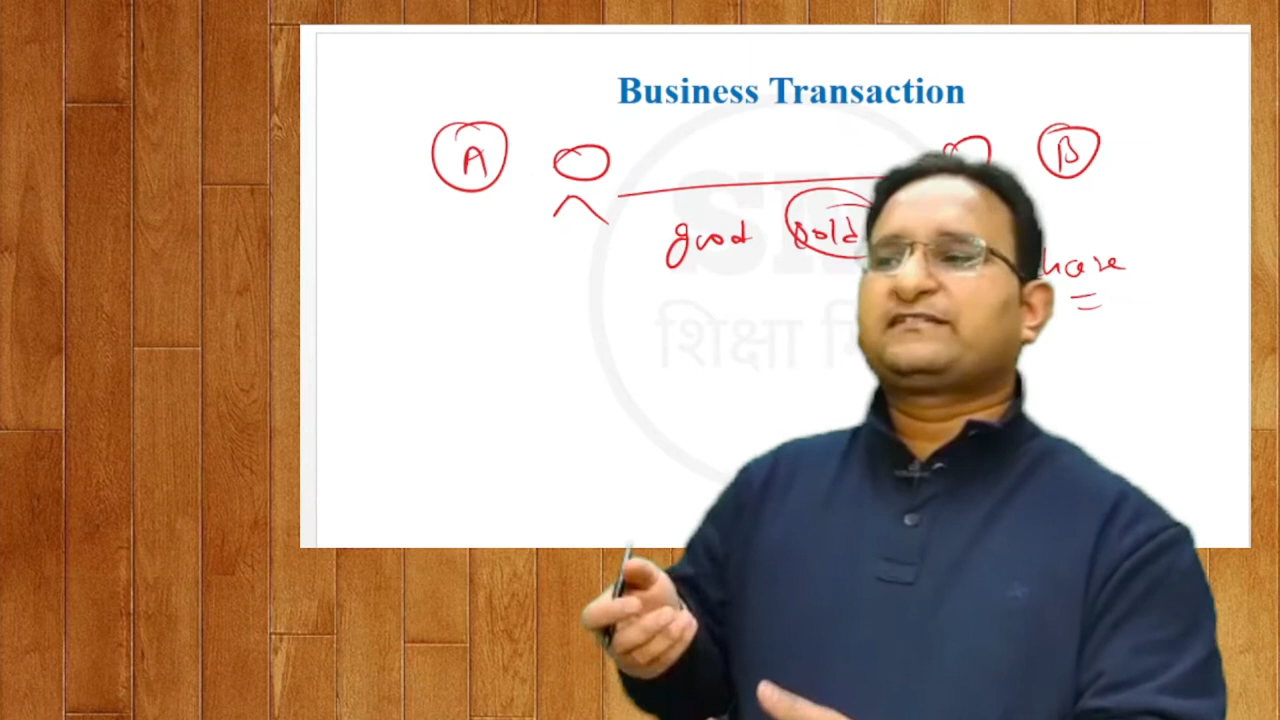 Business Transaction
A B
good sold
शिक्षा